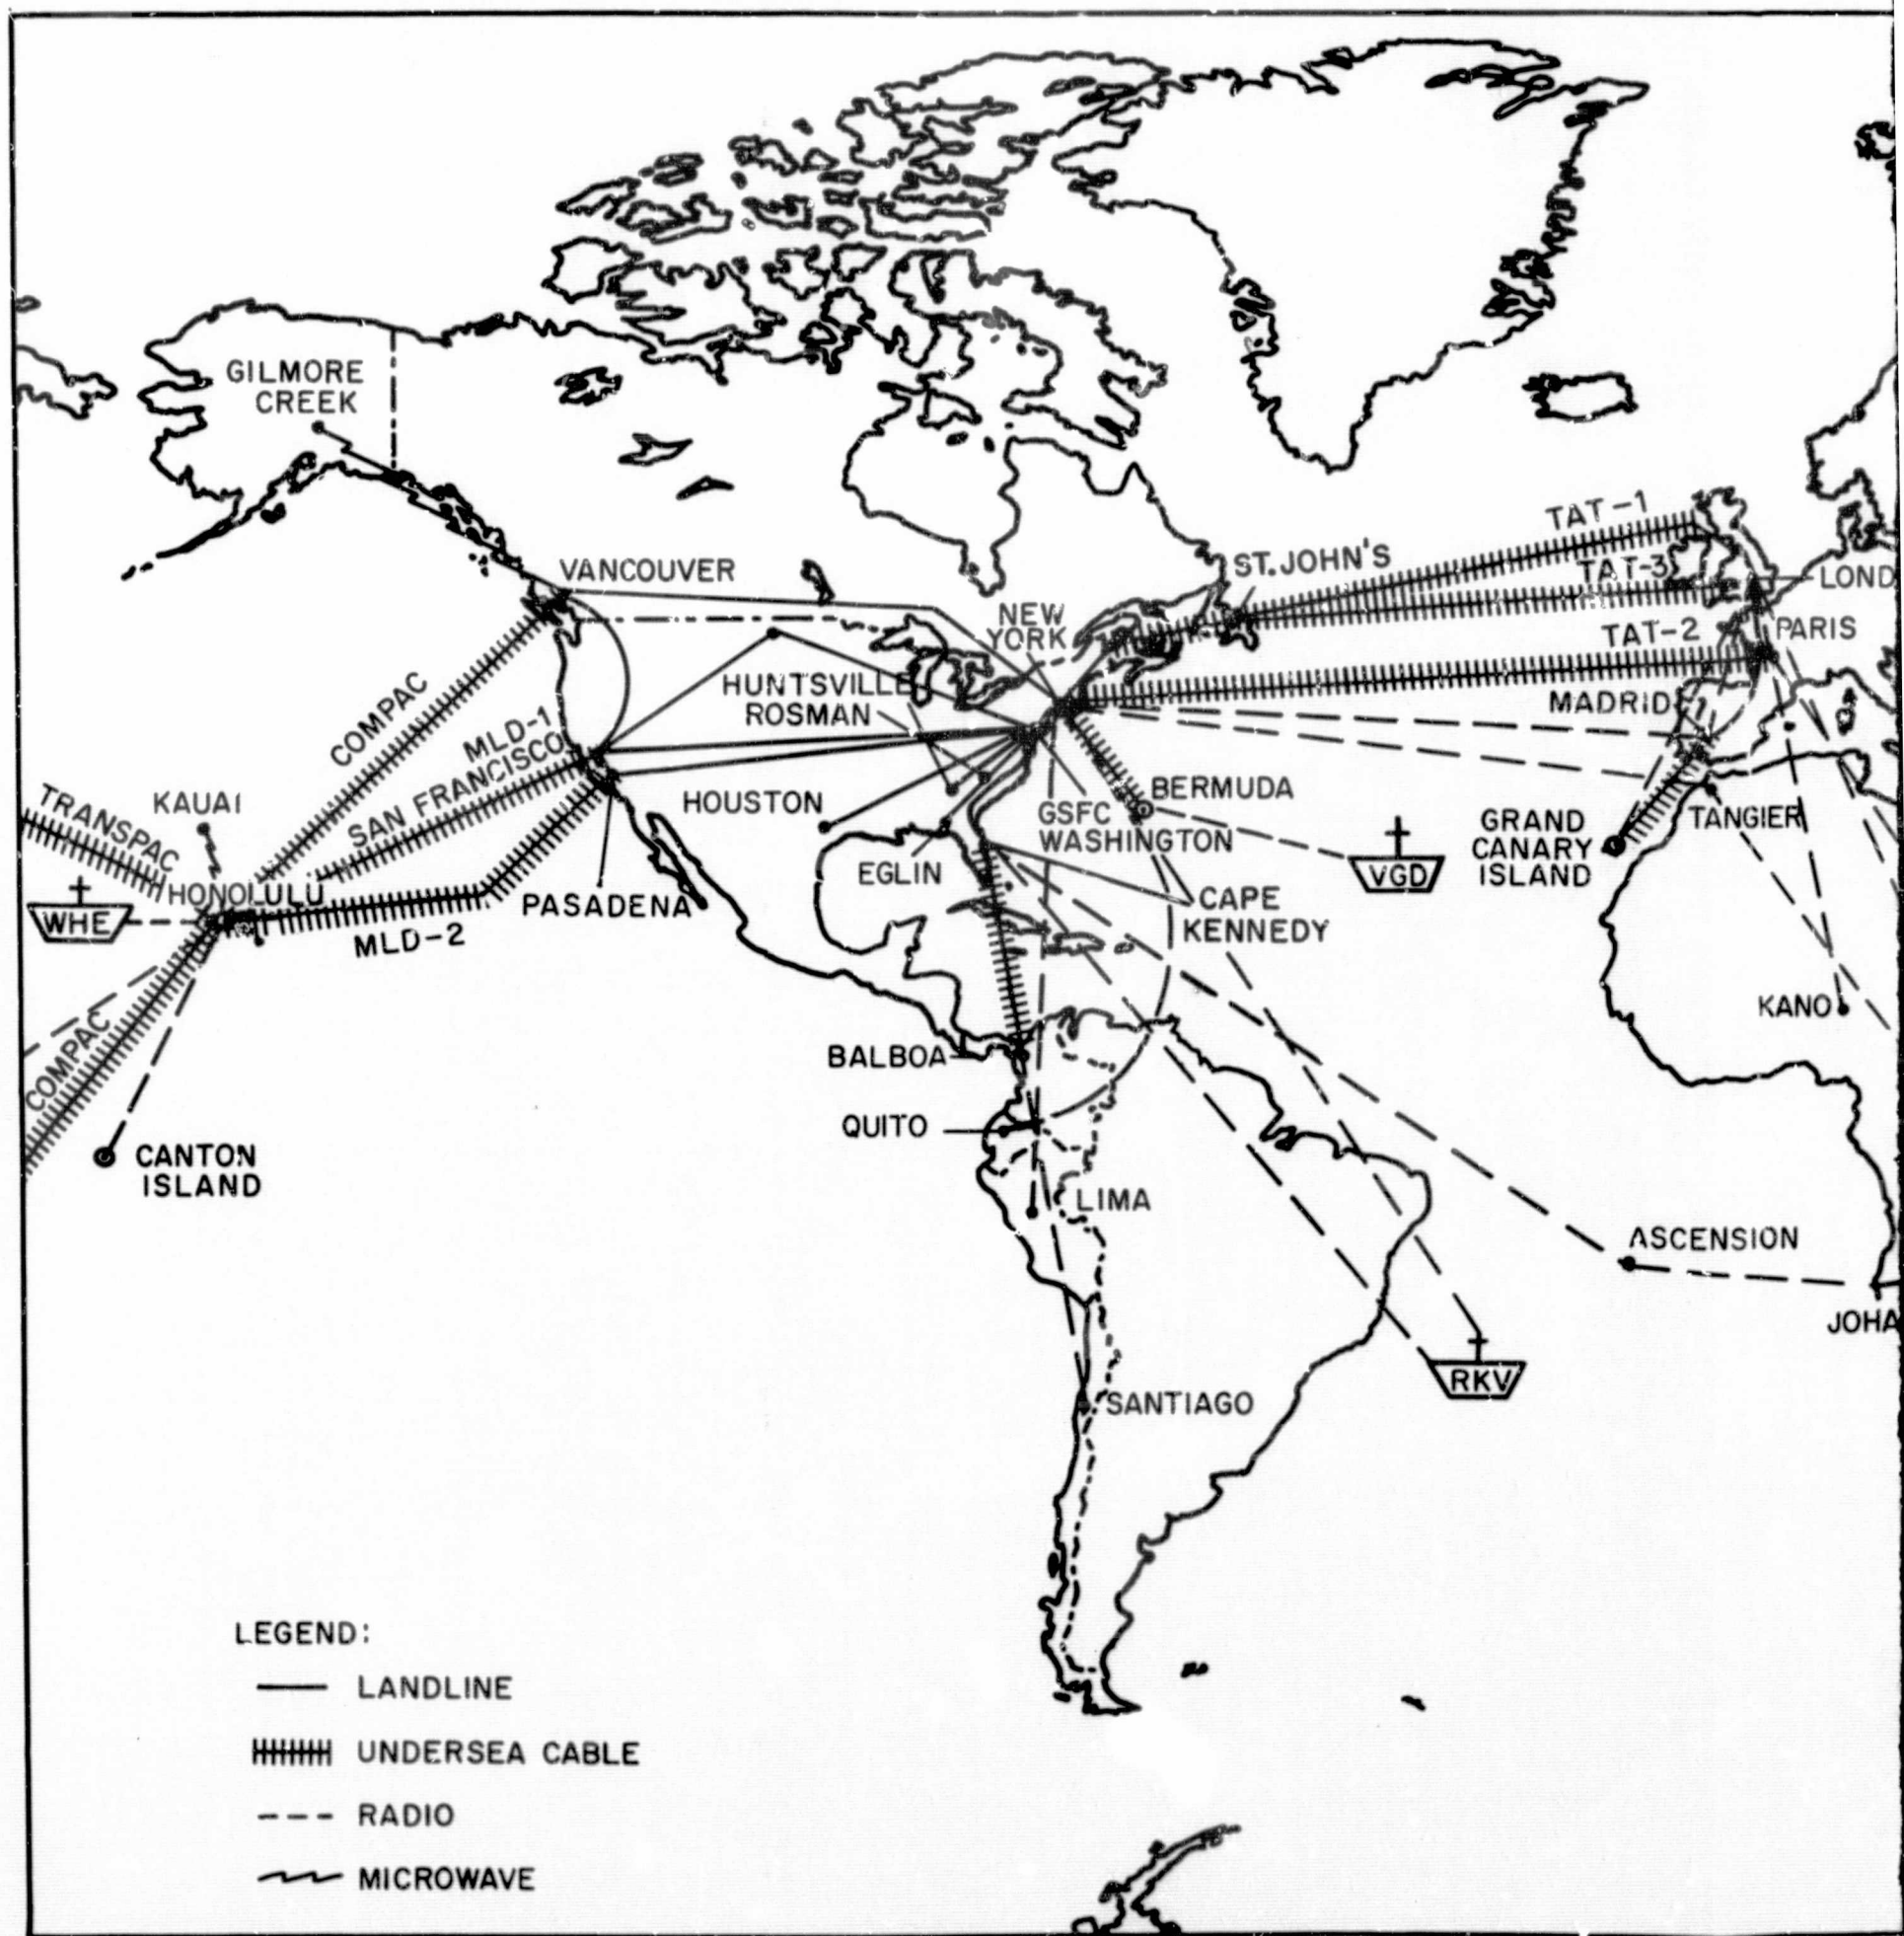 GILMORE
CREEK
VANCOUVER
ST. JOHN'S
TAT-1
TAT-3
LOND
NEW
YORK
TAT-2
PARIS
COMPAC
HUNTSVILLE
ROSMAN
MADRID
MLD-1
SAN FRANCISCO
TRANSPAC
KAUAI
HOUSTON
GSFC
WASHINGTON
BERMUDA
GRAND
CANARY
ISLAND
TANGIER
EGLIN
VGD
HONOLULU
WHE
PASADENA
CAPE
KENNEDY
MLD-2
KANO
COMPAC
BALBOA
QUITO
CANTON
ISLAND
LIMA
ASCENSION
JOHA
RKV
SANTIAGO
LEGEND:
LANDLINE
UNDERSEA CABLE
RADIO
MICROWAVE